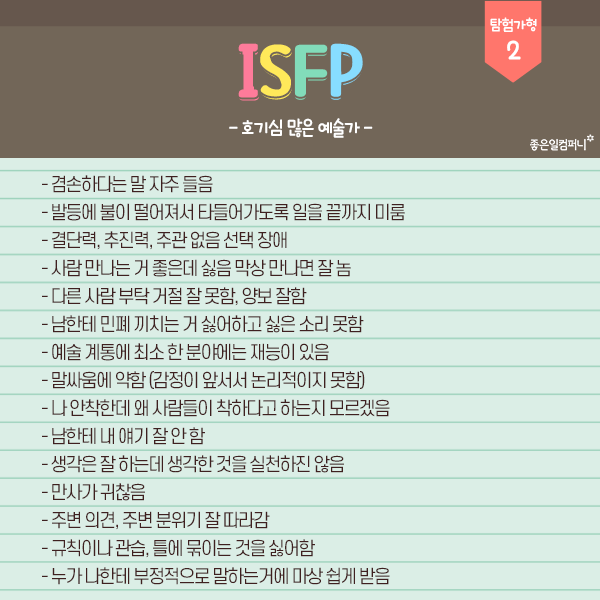 탐험가형
2
ISFP
- 호기심 많은 예술가 -
좋은일컴퍼니
- 겸손하다는 말 자주 들음
- 발등에 불이 떨어져서 타들어가도록 일을 끝까지 미룸
- 결단력, 추진력, 주관 없음 선택 장애
- 사람 만나는 거 좋은데 싫음 막상 만나면 잘 놈
- 다른 사람 부탁 거절 잘 못함, 양보 잘함
- 남한테 민폐 끼치는 거 싫어하고 싫은 소리 못함
- 예술 계통에 최소 한 분야에는 재능이 있음
- 말싸움에 약함 (감정이 앞서서 논리적이지 못함)
- 나 안착한데 왜 사람들이 착하다고 하는지 모르겠음
- 남한테 내 얘기 잘 안 함
- 생각은 잘 하는데 생각한 것을 실천하진 않음
- 만사가 귀찮음
- 주변 의견, 주변 분위기 잘 따라감
- 규칙이나 관습, 틀에 묶이는 것을 싫어함
- 누가 나한테 부정적으로 말하는거에 마상 쉽게 받음